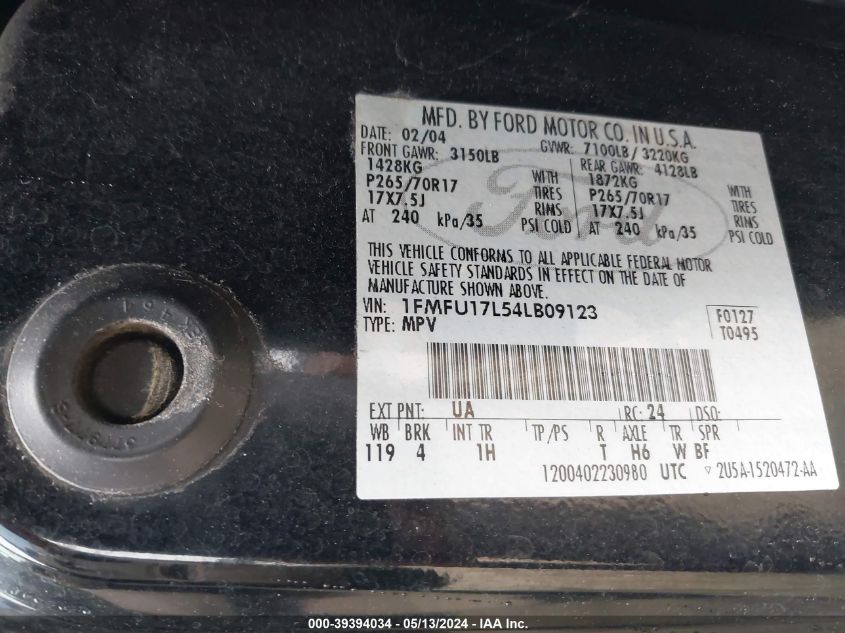 MFD. BY FORD MOTOR CO. IN U.S.A.
DATE: 02/04 GVWR: 7100LB/ 3220KG
FRONT GAWR: 3150LB REAR GAWR: 4128LB
1428KG WITH 1872KG WITH
P265/70R17 TIRES P265/70R17 TIRES
17X7.5J RIMS 17X7.5J RIMS
AT 240 kPa/35 PSI COLD AT 240 kPa/35 PSI COLD
Ford
THIS VEHICLE CONFORMS TO ALL APPLICABLE FEDERAL MOTOR
VEHICLE SAFETY STANDARDS IN EFFECT ON THE DATE OF
MANUFACTURE SHOWN ABOVE.
VIN: 1FMFU17L54LB09123 F0127
TYPE: MPV T0495
EXT PNT: UA RC: 24 DSO:
WB BRK INT TR TP/PS R AXLE TR SPR
119 4 1H T H6 W BF
1200402230980 UTC ▽ 2U5A-1520472-AA
000-39394034 - 05/13/2024 - IAA Inc.